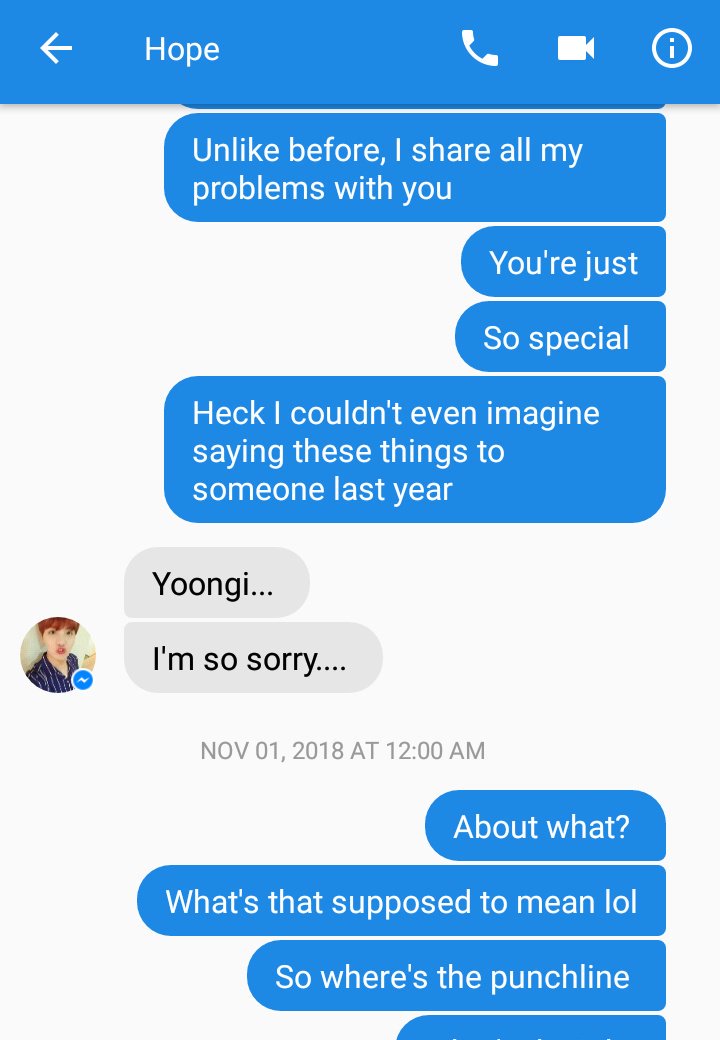 Hope
Unlike before, I share all my
problems with you
You're just
So special
Heck I couldn't even imagine
saying these things to
someone last year
Yoongi...
I'm so sorry....
NOV 01, 2018 AT 12:00 AM
About what?
What's that supposed to mean lol
So where's the punchline